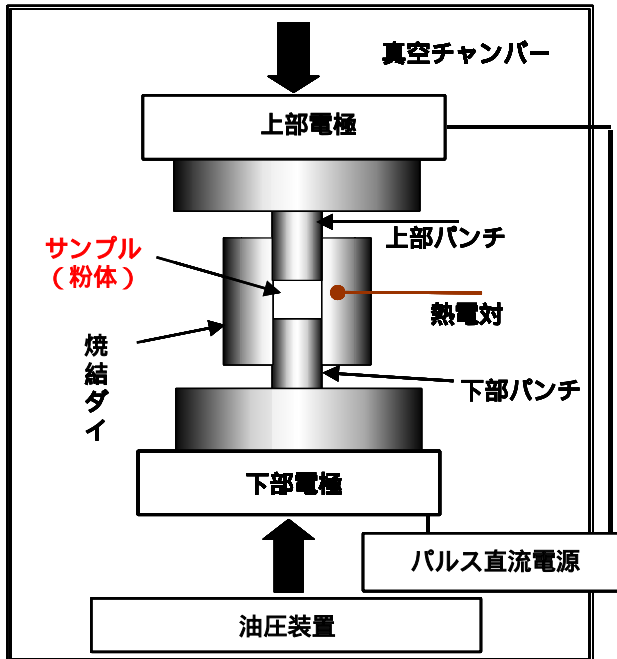 真空チャンバー
上部電極
上部パンチ
サンプル
（粉体）
熱電対
焼結ダイ
下部パンチ
下部電極
パルス直流電源
油圧装置